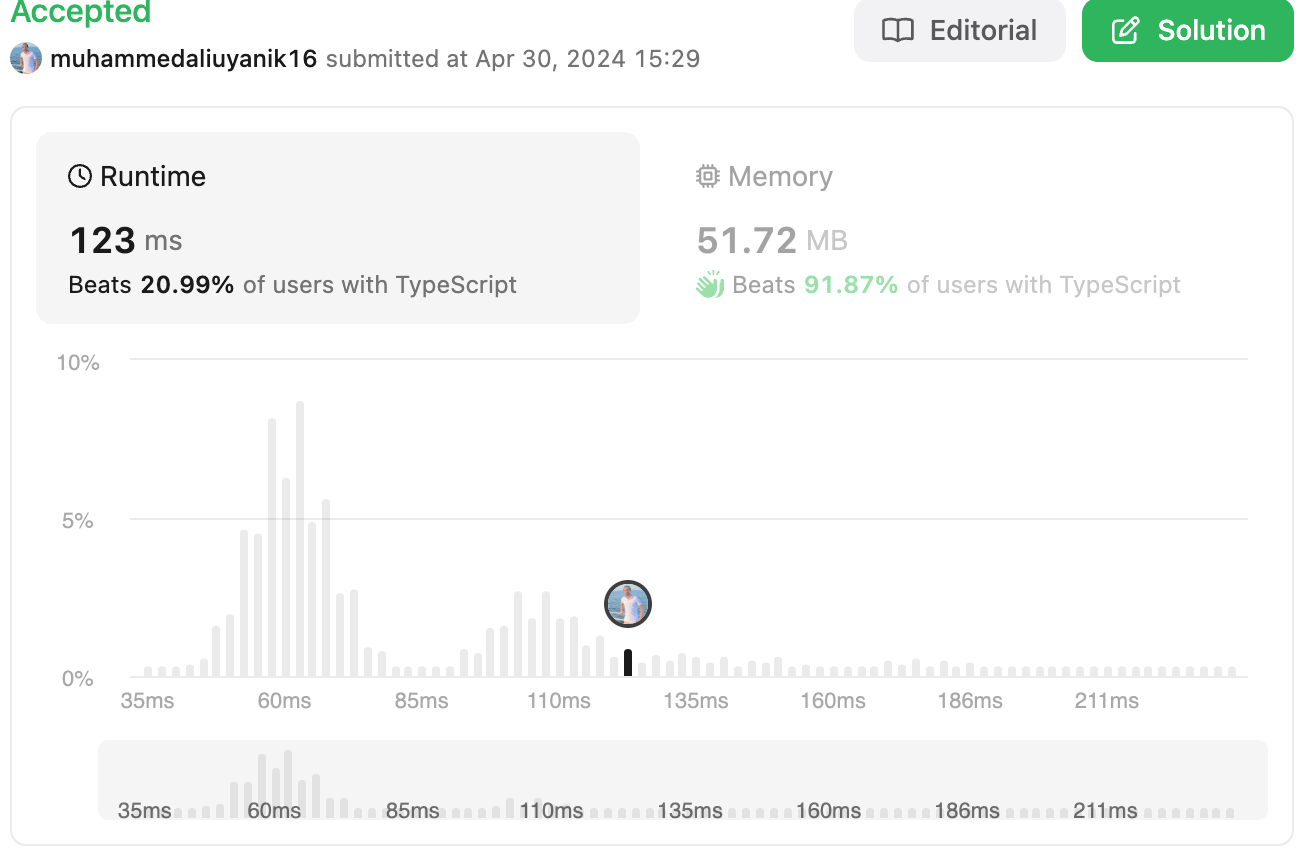 Accepted
Editorial
Solution
muhammedaliuyanik16 submitted at Apr 30, 2024 15:29
Runtime
123 ms
Beats 20.99% of users with TypeScript
Memory
51.72 MB
Beats 91.87% of users with TypeScript
10%
5%
0%
35ms 60ms 85ms 110ms 135ms 160ms 186ms 211ms
35ms 60ms 85ms 110ms 135ms 160ms 186ms 211ms